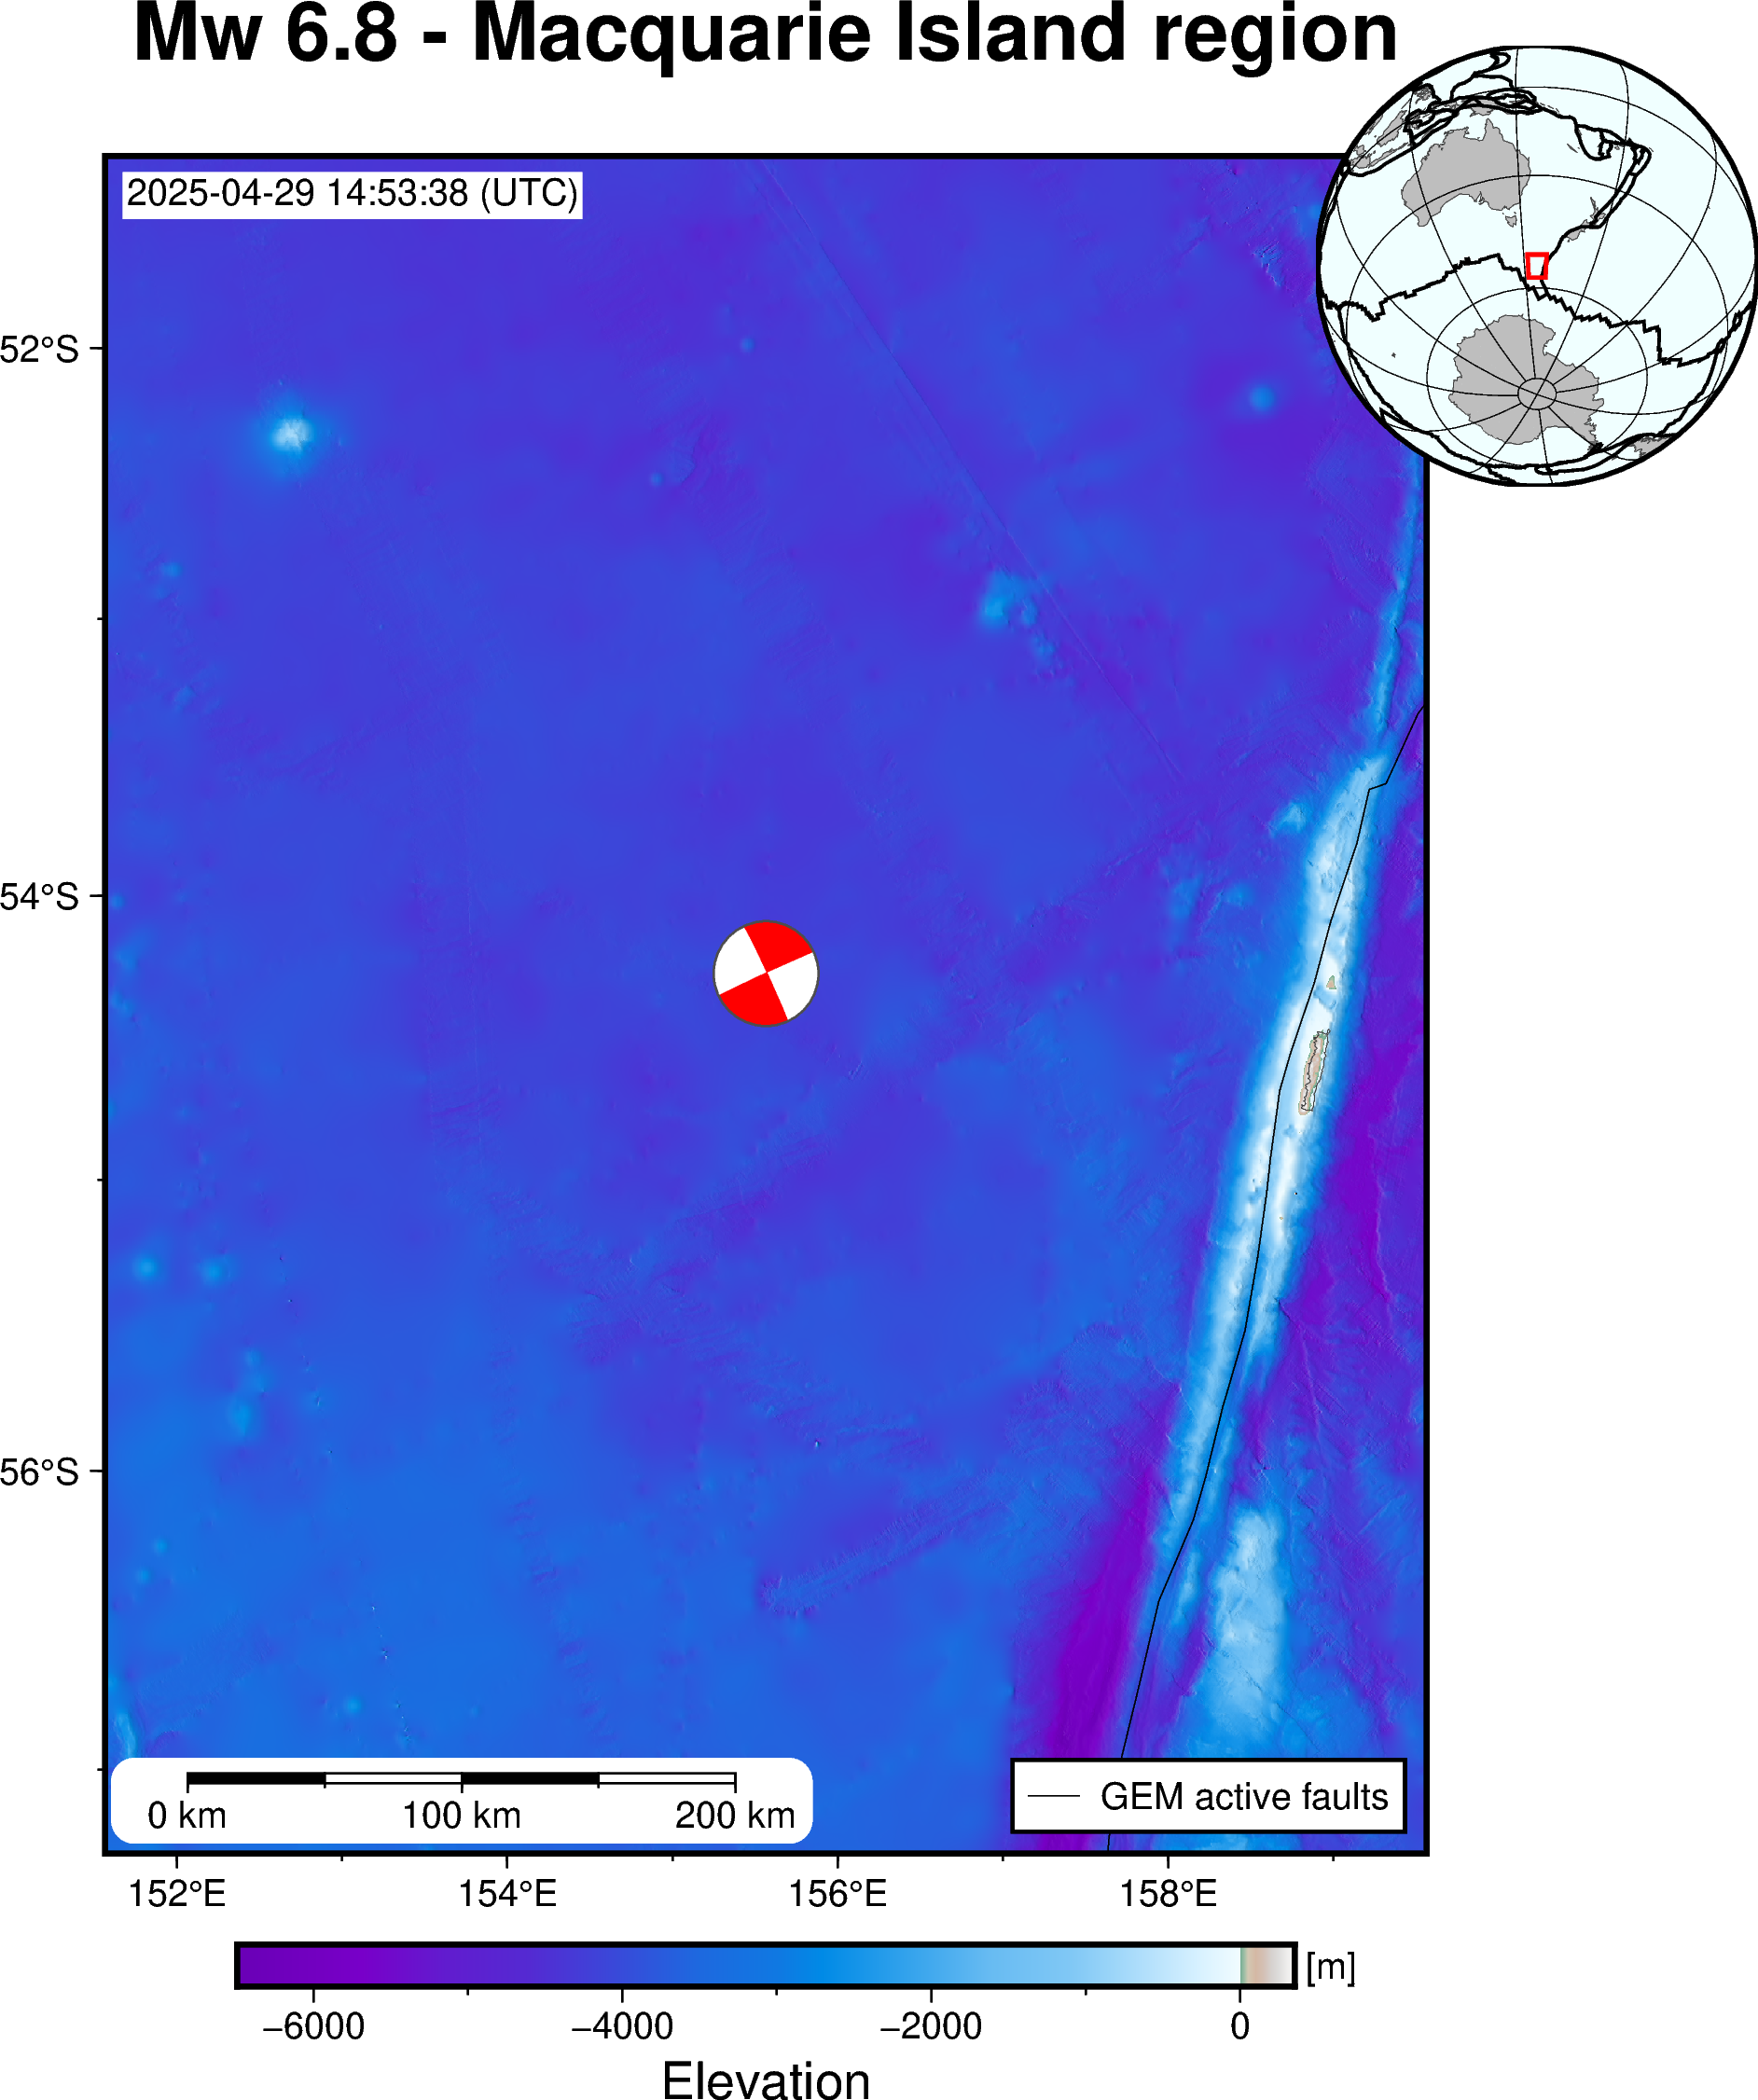 Mw 6.8 - Macquarie Island region
2025-04-29 14:53:38 (UTC)
52°S
54°S
56°S
0 km 100 km 200 km
GEM active faults
152°E 154°E 156°E 158°E
[m]
−6000 −4000 −2000 0
Elevation